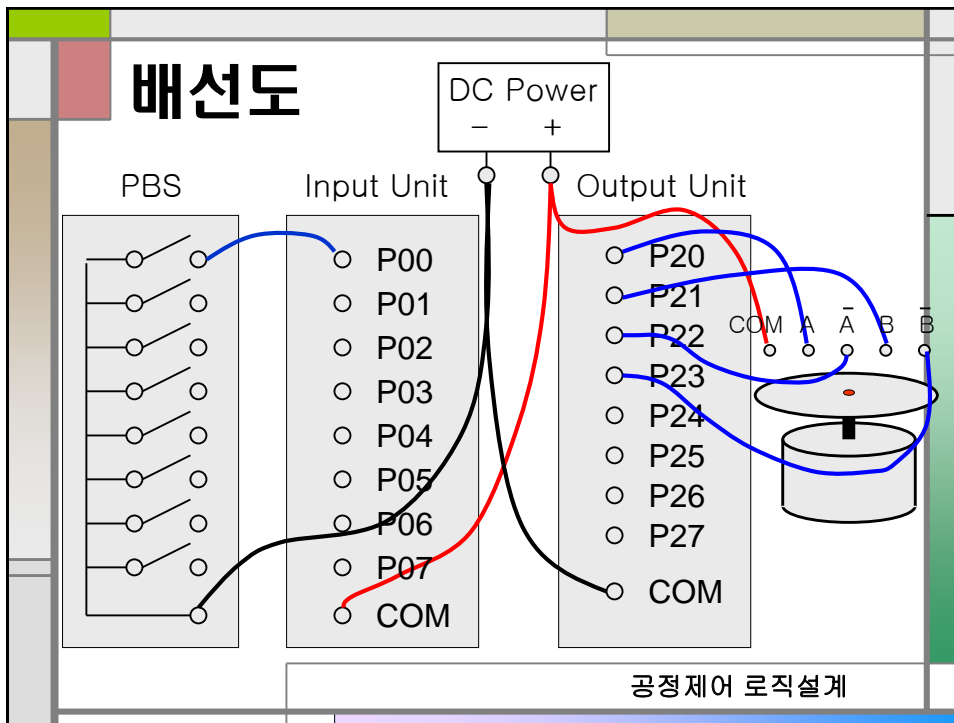 배선도
DC Power
− +
PBS
Input Unit
Output Unit
P00
P01
P02
P03
P04
P05
P06
P07
COM
P20
P21
P22
P23
P24
P25
P26
P27
COM
COM A A̅ B B̅
공정제어 로직설계